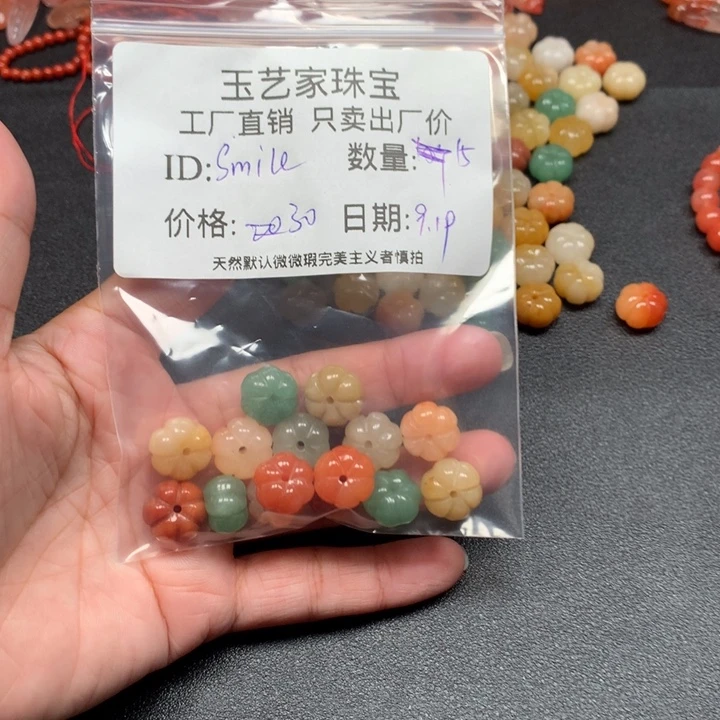 玉艺家珠宝
工厂直销 只卖出厂价
ID: Smile 数量: 15
价格: 30 日期: 9.19
天然默认微微瑕完美主义者慎拍